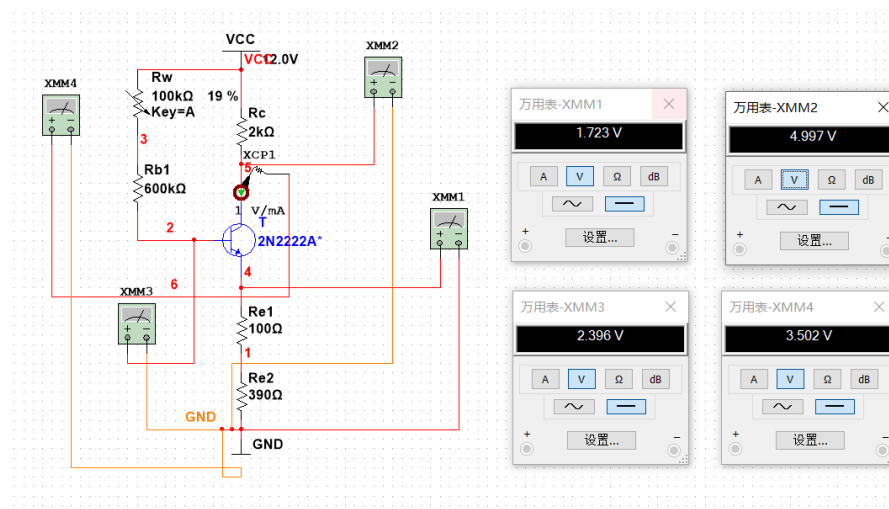 VCC
VCC
12.0V
XMM2
XMM4
Rw
100kΩ
19 %
Key=A
Rc
2kΩ
3
XCP1
5
Rb1
600kΩ
1 V/mA
T
2N2222A*
XMM1
2
4
6
XMM3
Re1
100Ω
1
Re2
390Ω
GND
GND
万用表-XMM1
1.723 V
A V Ω dB
设置...
万用表-XMM2
4.997 V
A V Ω dB
设置...
万用表-XMM3
2.396 V
A V Ω dB
设置...
万用表-XMM4
3.502 V
A V Ω dB
设置...